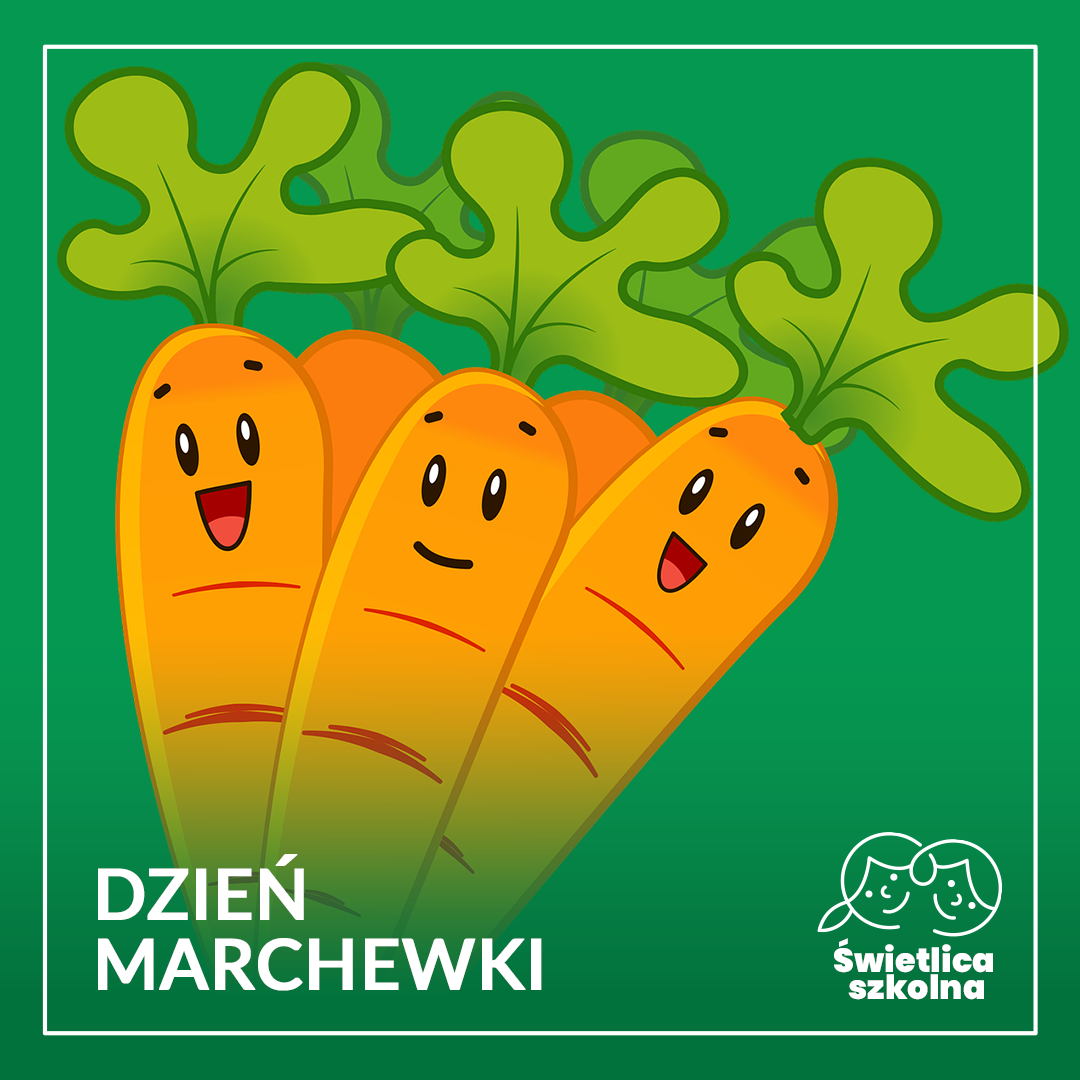 DZIEŃ
MARCHEWKI
Świetlica
szkolna